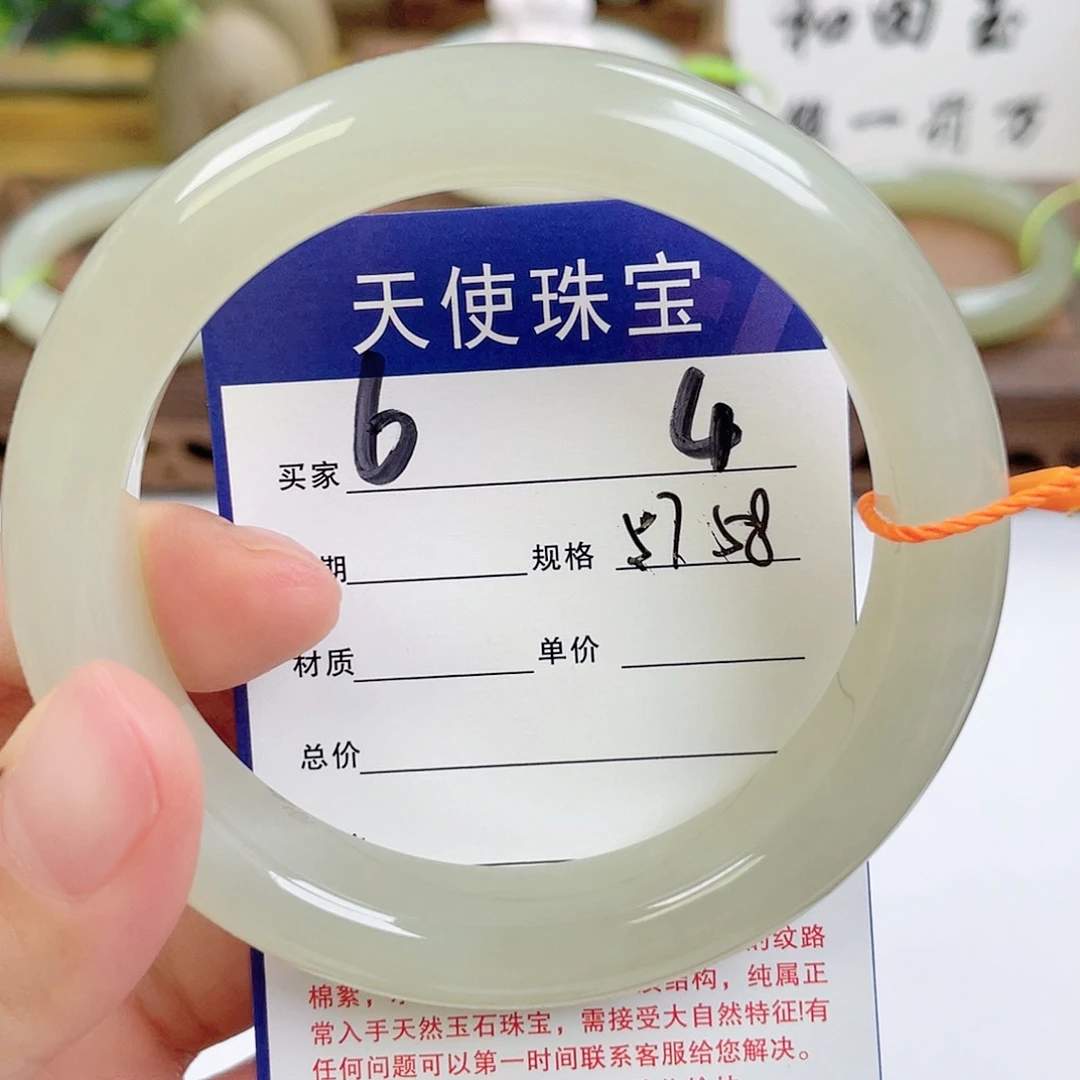 和田玉
一斤万
天使珠宝
6 4
买家
期 规格 57 58
材质 单价
总价
的纹路
棉絮， 结构，纯属正
常入手天然玉石珠宝，需接受大自然特征!有
任何问题可以第一时间联系客服给您解决。